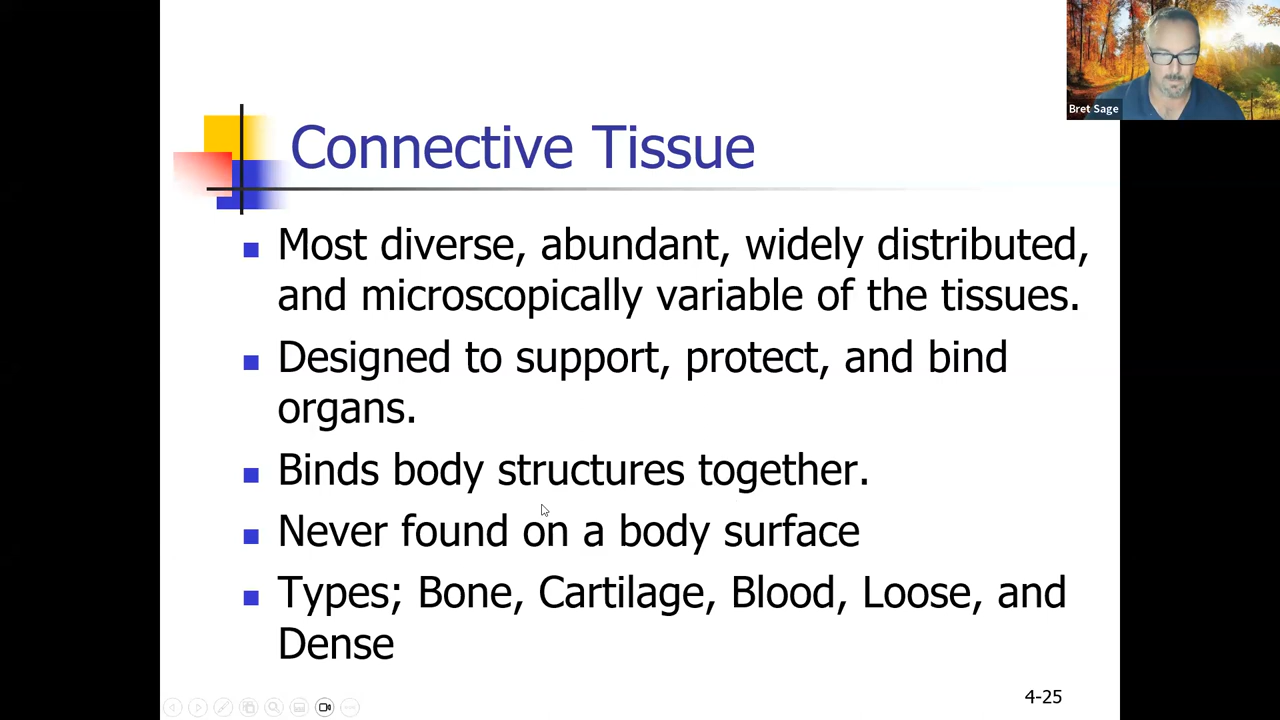 Bret Sage
Connective Tissue
Most diverse, abundant, widely distributed,
and microscopically variable of the tissues.
Designed to support, protect, and bind
organs.
Binds body structures together.
Never found on a body surface
Types; Bone, Cartilage, Blood, Loose, and
Dense
4-25